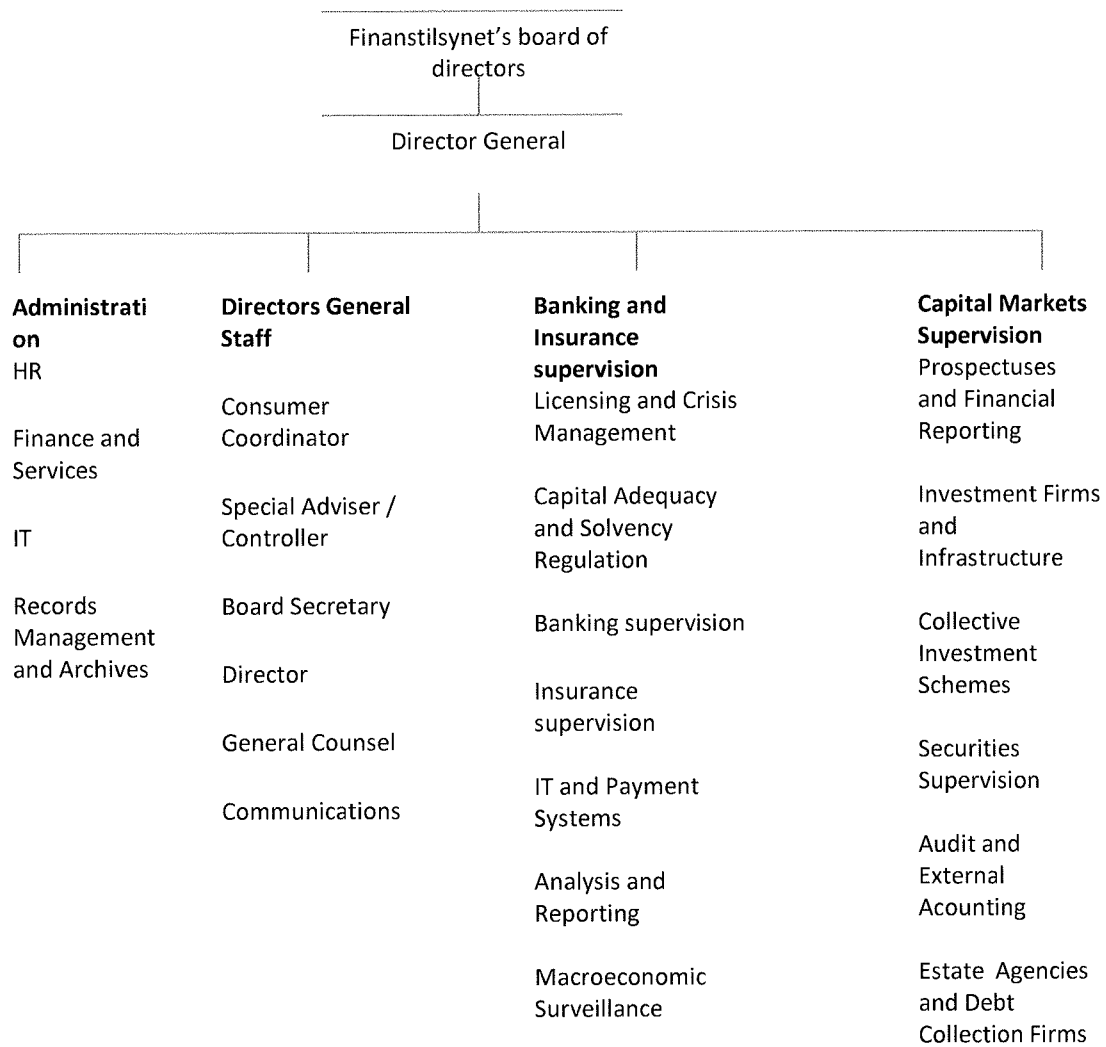 Finanstilsynet's board of
directors
Director General
Administrati
on
HR
Finance and
Services
IT
Records
Management
and Archives
Directors General
Staff
Consumer
Coordinator
Special Adviser /
Controller
Board Secretary
Director
General Counsel
Communications
Banking and
Insurance
supervision
Licensing and Crisis
Management
Capital Adequacy
and Solvency
Regulation
Banking supervision
Insurance
supervision
IT and Payment
Systems
Analysis and
Reporting
Macroeconomic
Surveillance
Capital Markets
Supervision
Prospectuses
and Financial
Reporting
Investment Firms
and
Infrastructure
Collective
Investment
Schemes
Securities
Supervision
Audit and
External
Acounting
Estate Agencies
and Debt
Collection Firms